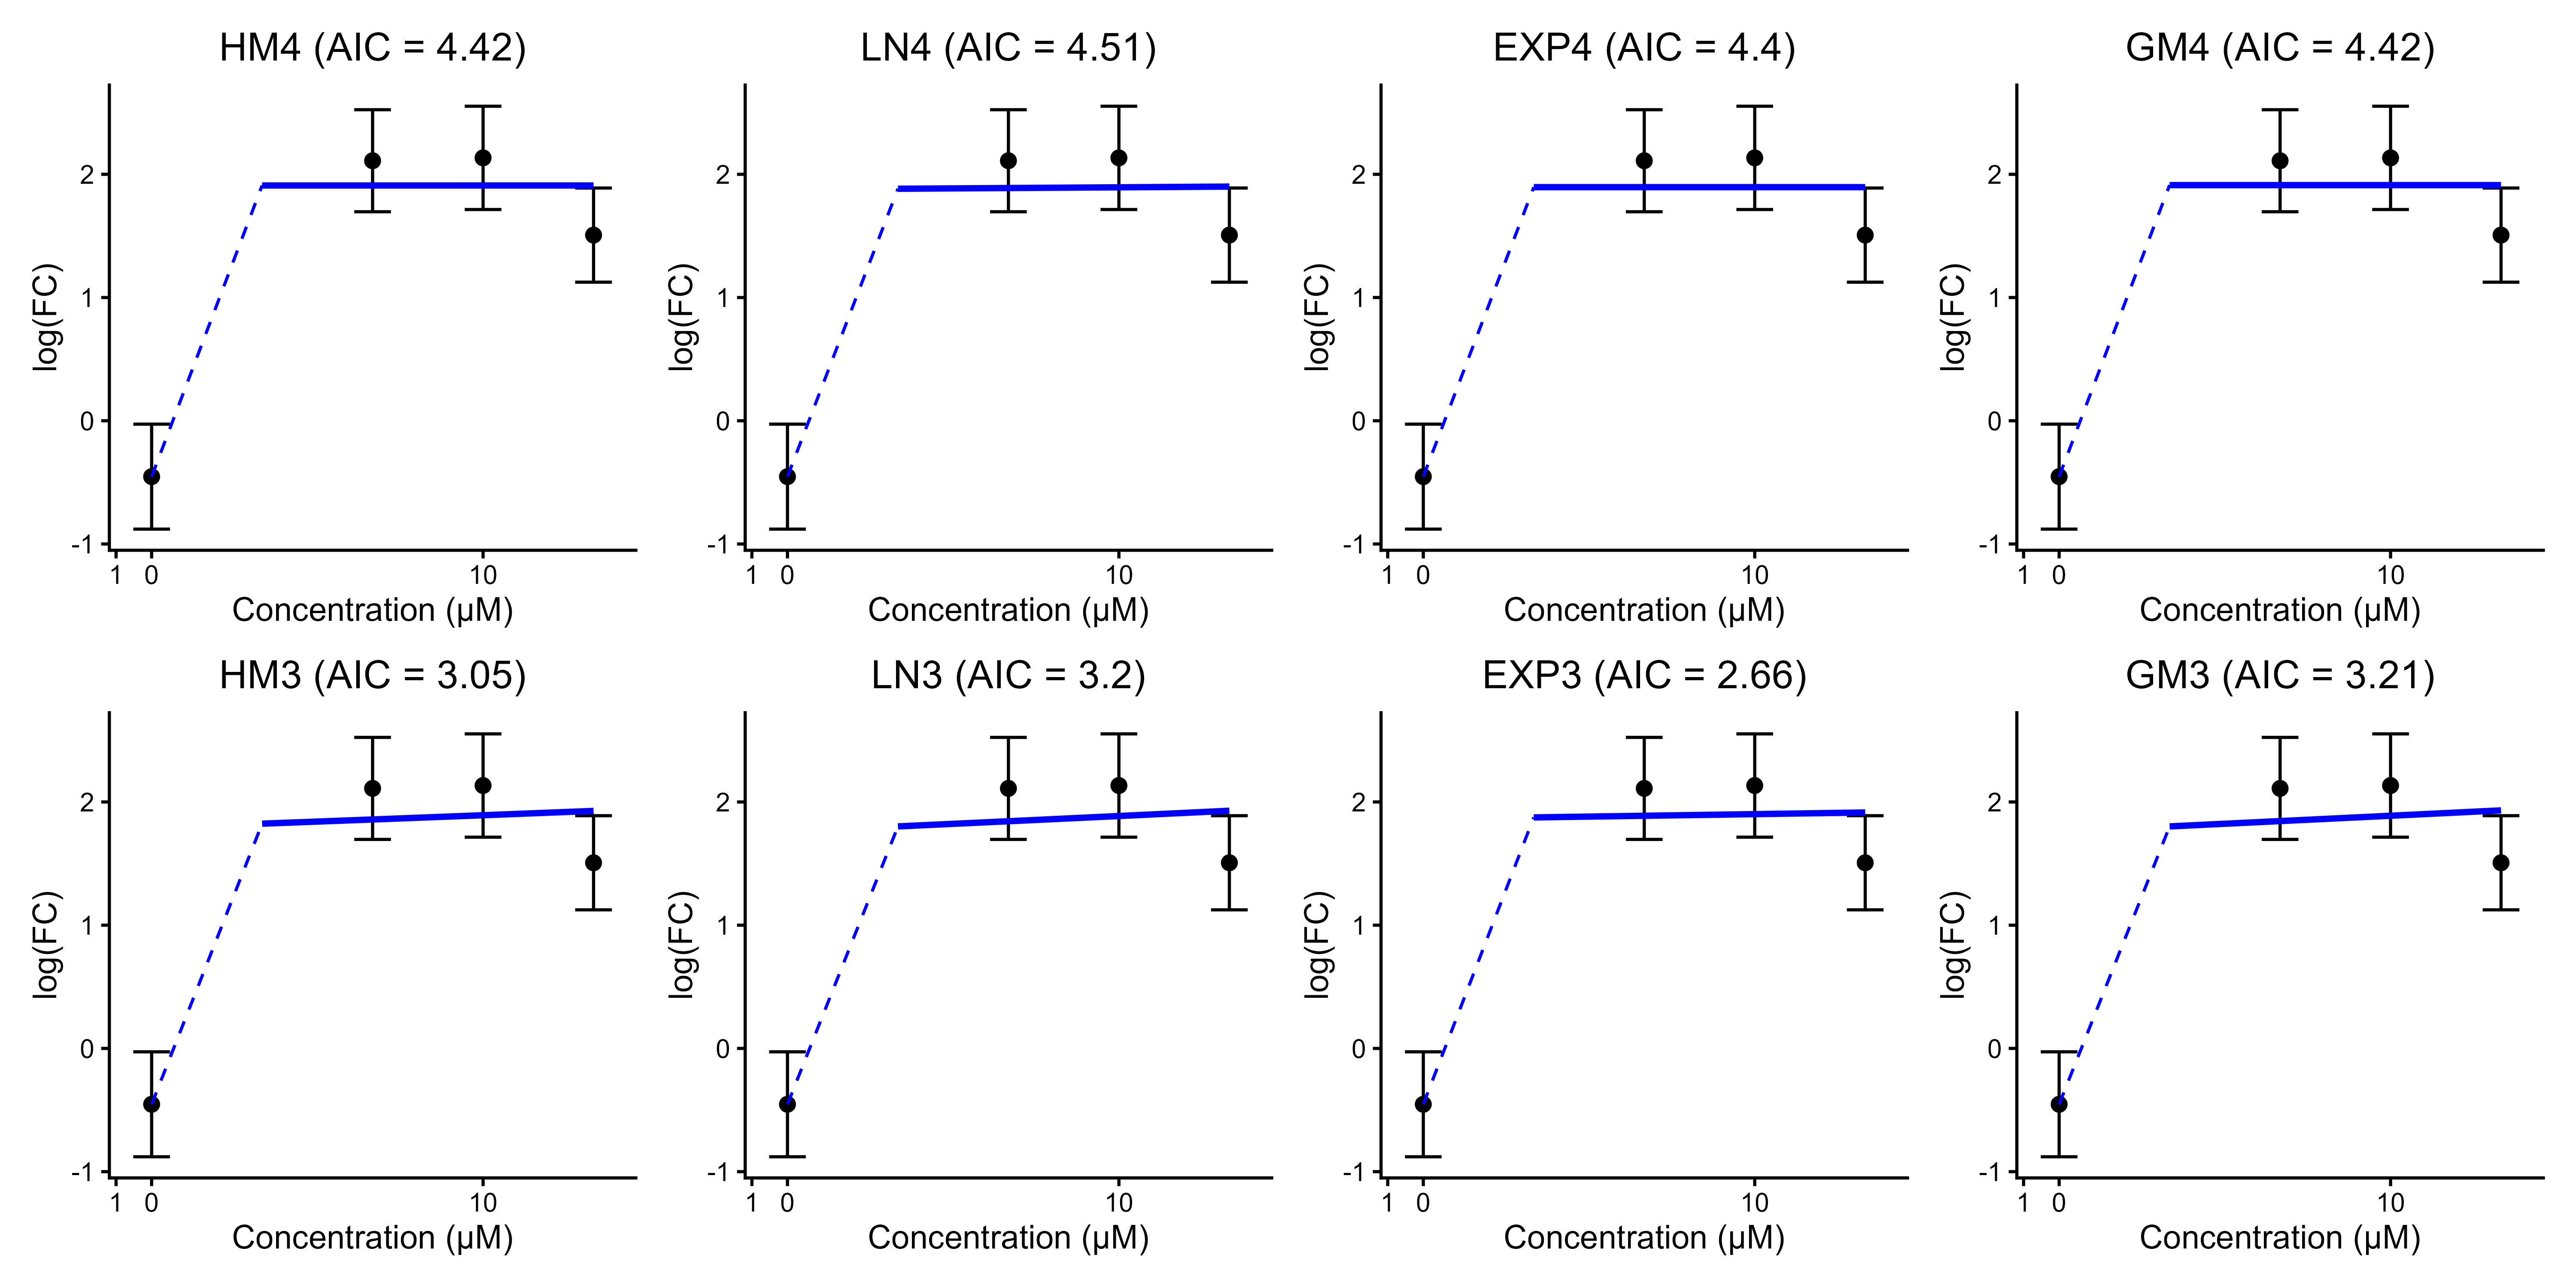 HM4 (AIC = 4.42)
log(FC)
2
1
0
-1
1 0 10
Concentration (µM)
LN4 (AIC = 4.51)
log(FC)
2
1
0
-1
1 0 10
Concentration (µM)
EXP4 (AIC = 4.4)
log(FC)
2
1
0
-1
1 0 10
Concentration (µM)
GM4 (AIC = 4.42)
log(FC)
2
1
0
-1
1 0 10
Concentration (µM)
HM3 (AIC = 3.05)
log(FC)
2
1
0
-1
1 0 10
Concentration (µM)
LN3 (AIC = 3.2)
log(FC)
2
1
0
-1
1 0 10
Concentration (µM)
EXP3 (AIC = 2.66)
log(FC)
2
1
0
-1
1 0 10
Concentration (µM)
GM3 (AIC = 3.21)
log(FC)
2
1
0
-1
1 0 10
Concentration (µM)